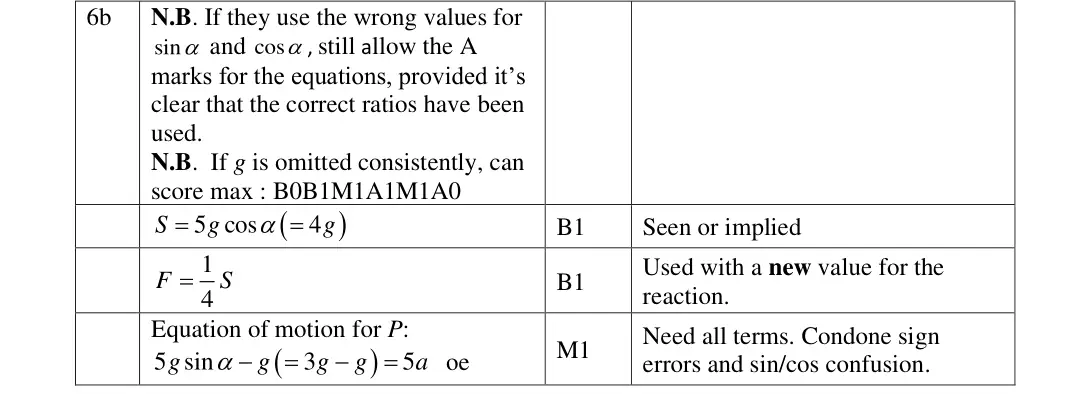 6b N.B. If they use the wrong values for
sin α and cos α, still allow the A
marks for the equations, provided it’s
clear that the correct ratios have been
used.
N.B. If g is omitted consistently, can
score max : B0B1M1A1M1A0
S = 5g cos α (= 4g) B1 Seen or implied
F = 1/4 S B1 Used with a new value for the
reaction.
Equation of motion for P:
5g sin α − g (= 3g − g) = 5a oe M1 Need all terms. Condone sign
errors and sin/cos confusion.